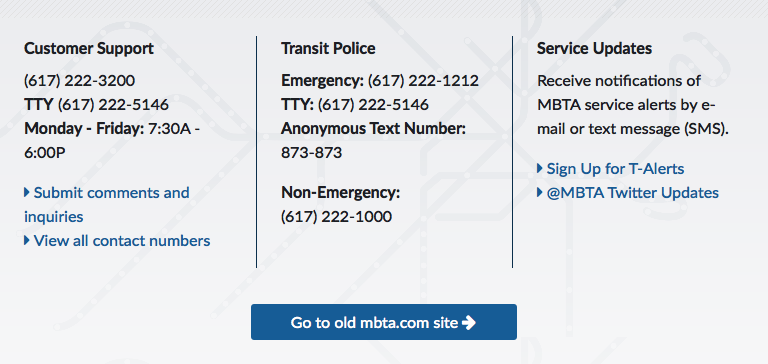 Customer Support
(617) 222-3200
TTY (617) 222-5146
Monday - Friday: 7:30A -
6:00P
Submit comments and
inquiries
View all contact numbers
Transit Police
Emergency: (617) 222-1212
TTY: (617) 222-5146
Anonymous Text Number:
873-873
Non-Emergency:
(617) 222-1000
Service Updates
Receive notifications of
MBTA service alerts by e-
mail or text message (SMS).
Sign Up for T-Alerts
@MBTA Twitter Updates
Go to old mbta.com site